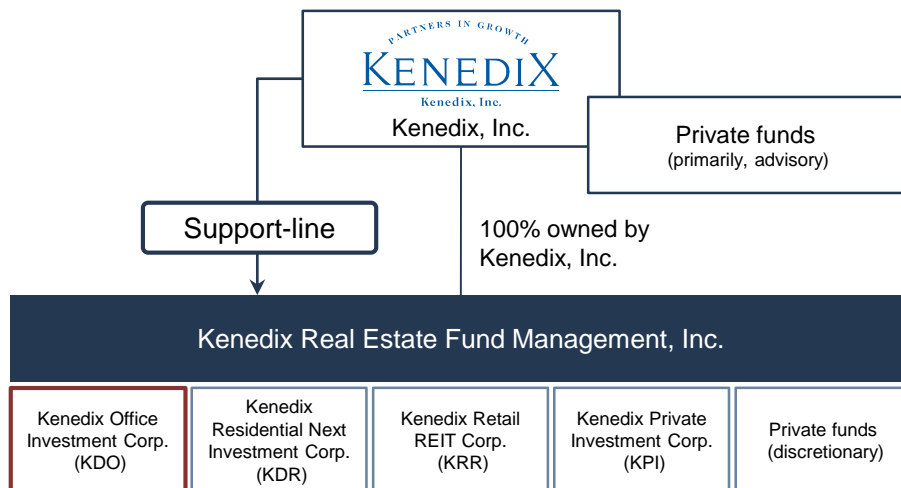 PARTNERS IN GROWTH
KENEDIX
Kenedix, Inc.
Kenedix, Inc.
Private funds
(primarily, advisory)
Support-line
100% owned by
Kenedix, Inc.
Kenedix Real Estate Fund Management, Inc.
Kenedix Office
Investment Corp.
(KDO)
Kenedix
Residential Next
Investment Corp.
(KDR)
Kenedix Retail
REIT Corp.
(KRR)
Kenedix Private
Investment Corp.
(KPI)
Private funds
(discretionary)